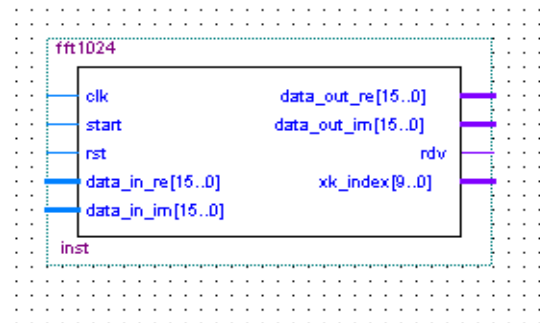 fft1024
clk
data_out_re[15..0]
start
data_out_im[15..0]
rst
rdv
data_in_re[15..0]
xk_index[9..0]
data_in_im[15..0]
inst